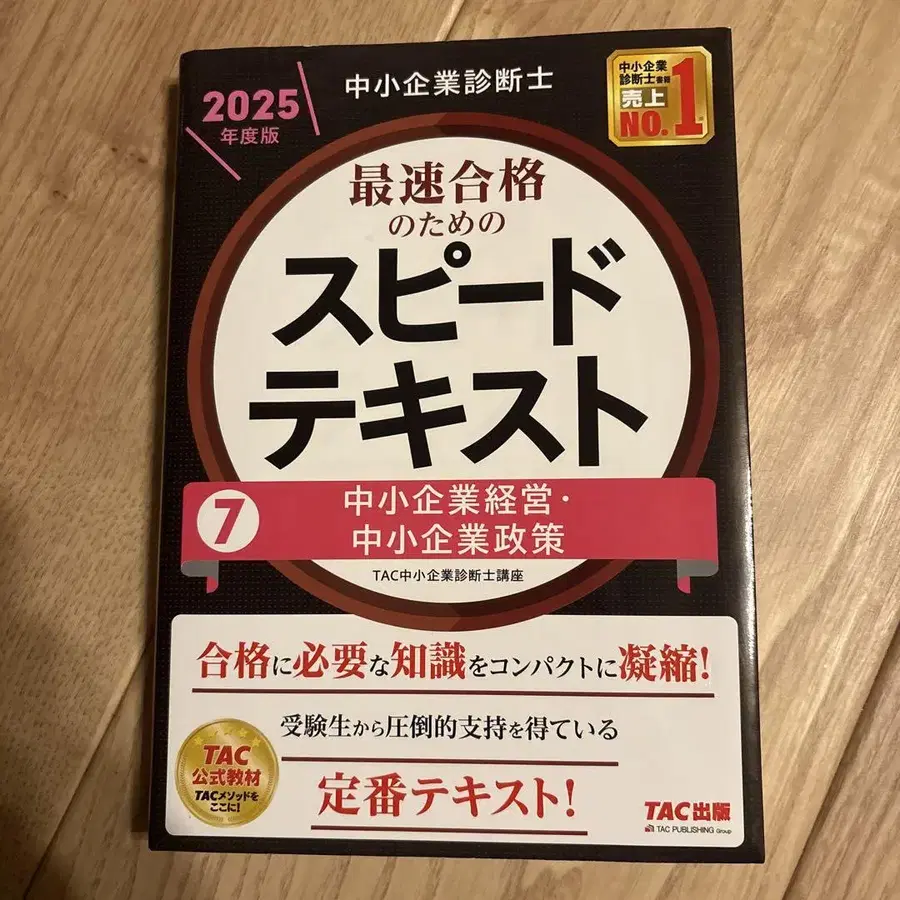 2025
年度版
中小企業診断士
中小企業
診断士書籍
売上
NO.1
最速合格
のための
スピード
テキスト
7
中小企業経営・
中小企業政策
TAC中小企業診断士講座
合格に必要な知識をコンパクトに凝縮!
受験生から圧倒的支持を得ている
定番テキスト!
TAC
公式教材
TACメソッドを
ここに!
TAC出版
TAC PUBLISHING Group